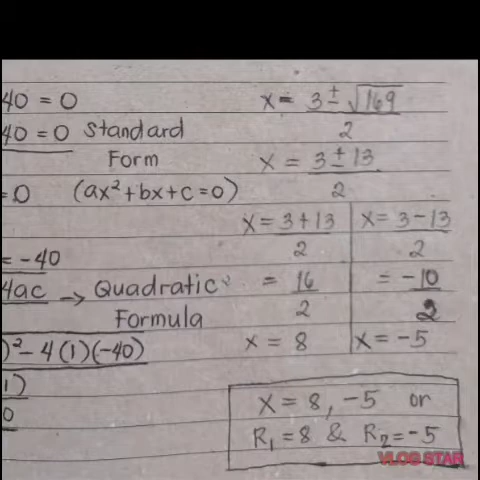 40 = 0
40 = 0 Standard
Form
= 0 (ax²+bx+c=0)
= -40
4ac → Quadratic
Formula
)² - 4(1)(-40)
1)
0
x = 3 ± √169
2
x = 3 ± 13
2
x = 3+13
2
= 16
2
x = 8
x = 3-13
2
= -10
2
x = -5
x = 8, -5 or
R₁ = 8 & R₂ = -5
VLOG STAR